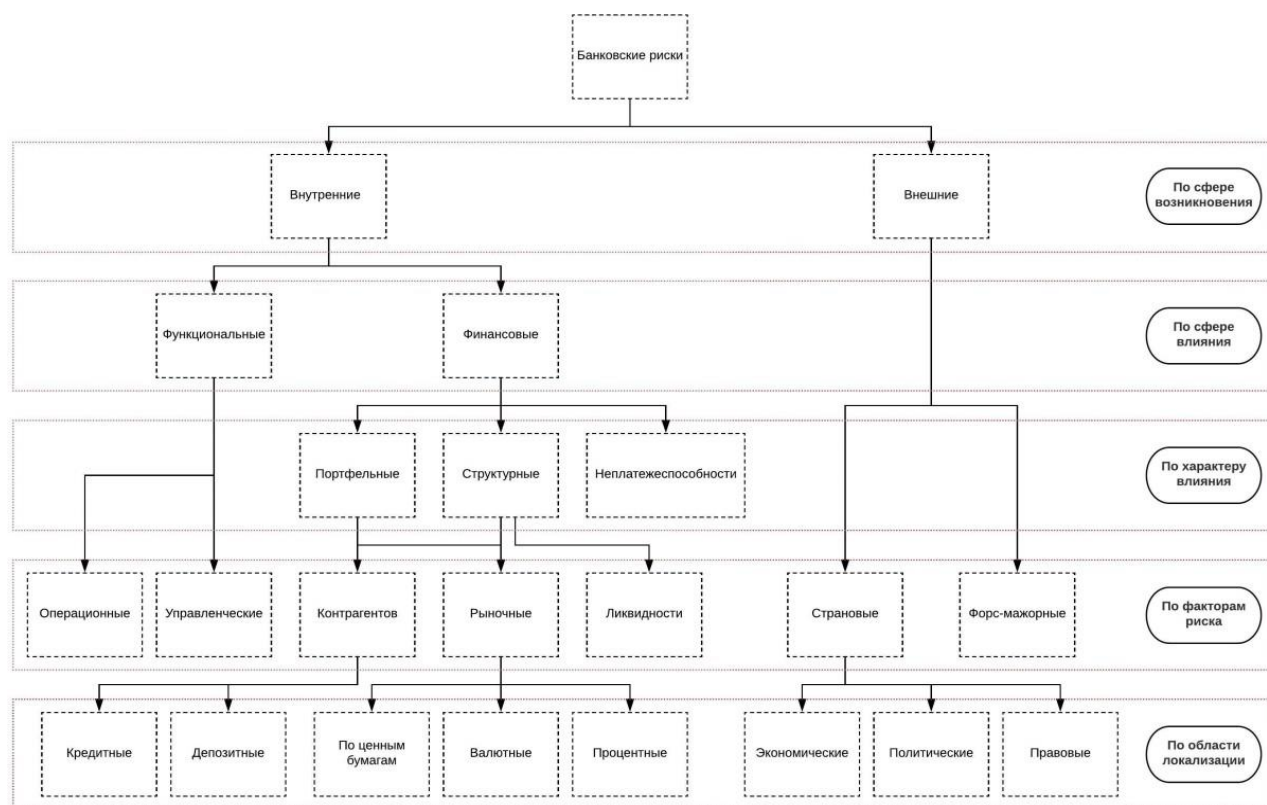 Банковские риски
Внутренние
Внешние
По сфере
возникновения
Функциональные
Финансовые
По сфере
влияния
Портфельные
Структурные
Неплатежеспособности
По характеру
влияния
Операционные
Управленческие
Контрагентов
Рыночные
Ликвидности
Страновые
Форс-мажорные
По факторам
риска
Кредитные
Депозитные
По ценным
бумагам
Валютные
Процентные
Экономические
Политические
Правовые
По области
локализации